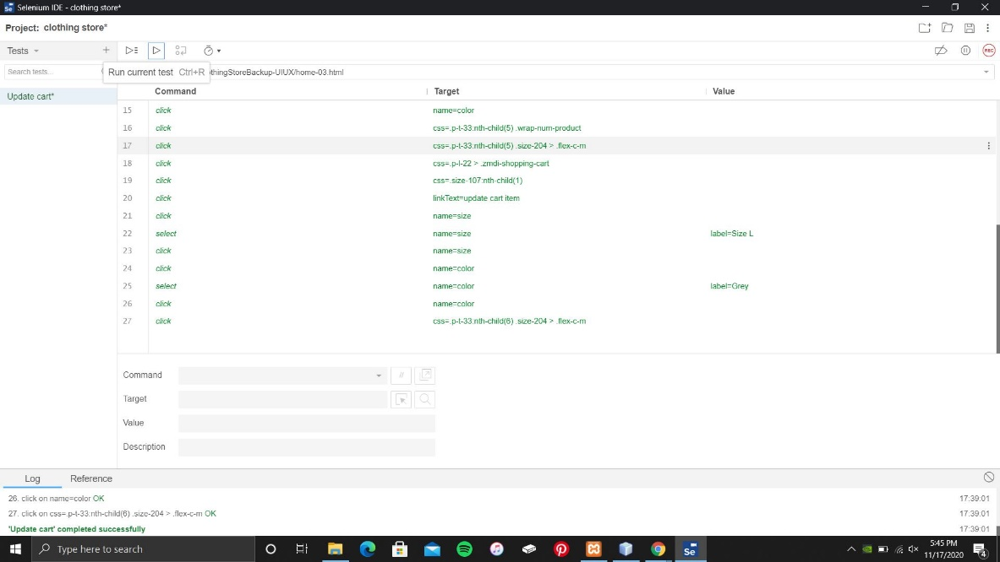 Selenium IDE - clothing store*
Project: clothing store*
Tests
REC
Search tests...
Run current test Ctrl+R
thingStoreBackup-UIUX/home-03.html
Update cart*
Command Target Value
15 click name=color
16 click css=.p-t-33:nth-child(5) .wrap-num-product
17 click css=.p-t-33:nth-child(5) .size-204 > .flex-c-m
18 click css=.p-l-22 > .zmdi-shopping-cart
19 click css=.size-107:nth-child(1)
20 click linkText=update cart item
21 click name=size
22 select name=size label=Size L
23 click name=size
24 click name=color
25 select name=color label=Grey
26 click name=color
27 click css=.p-t-33:nth-child(6) .size-204 > .flex-c-m
Command //
Target
Value
Description
Log Reference
26. click on name=color OK 17:39:01
27. click on css=.p-t-33:nth-child(6) .size-204 > .flex-c-m OK 17:39:01
'Update cart' completed successfully 17:39:01
Type here to search
Se
5:45 PM
11/17/2020
4